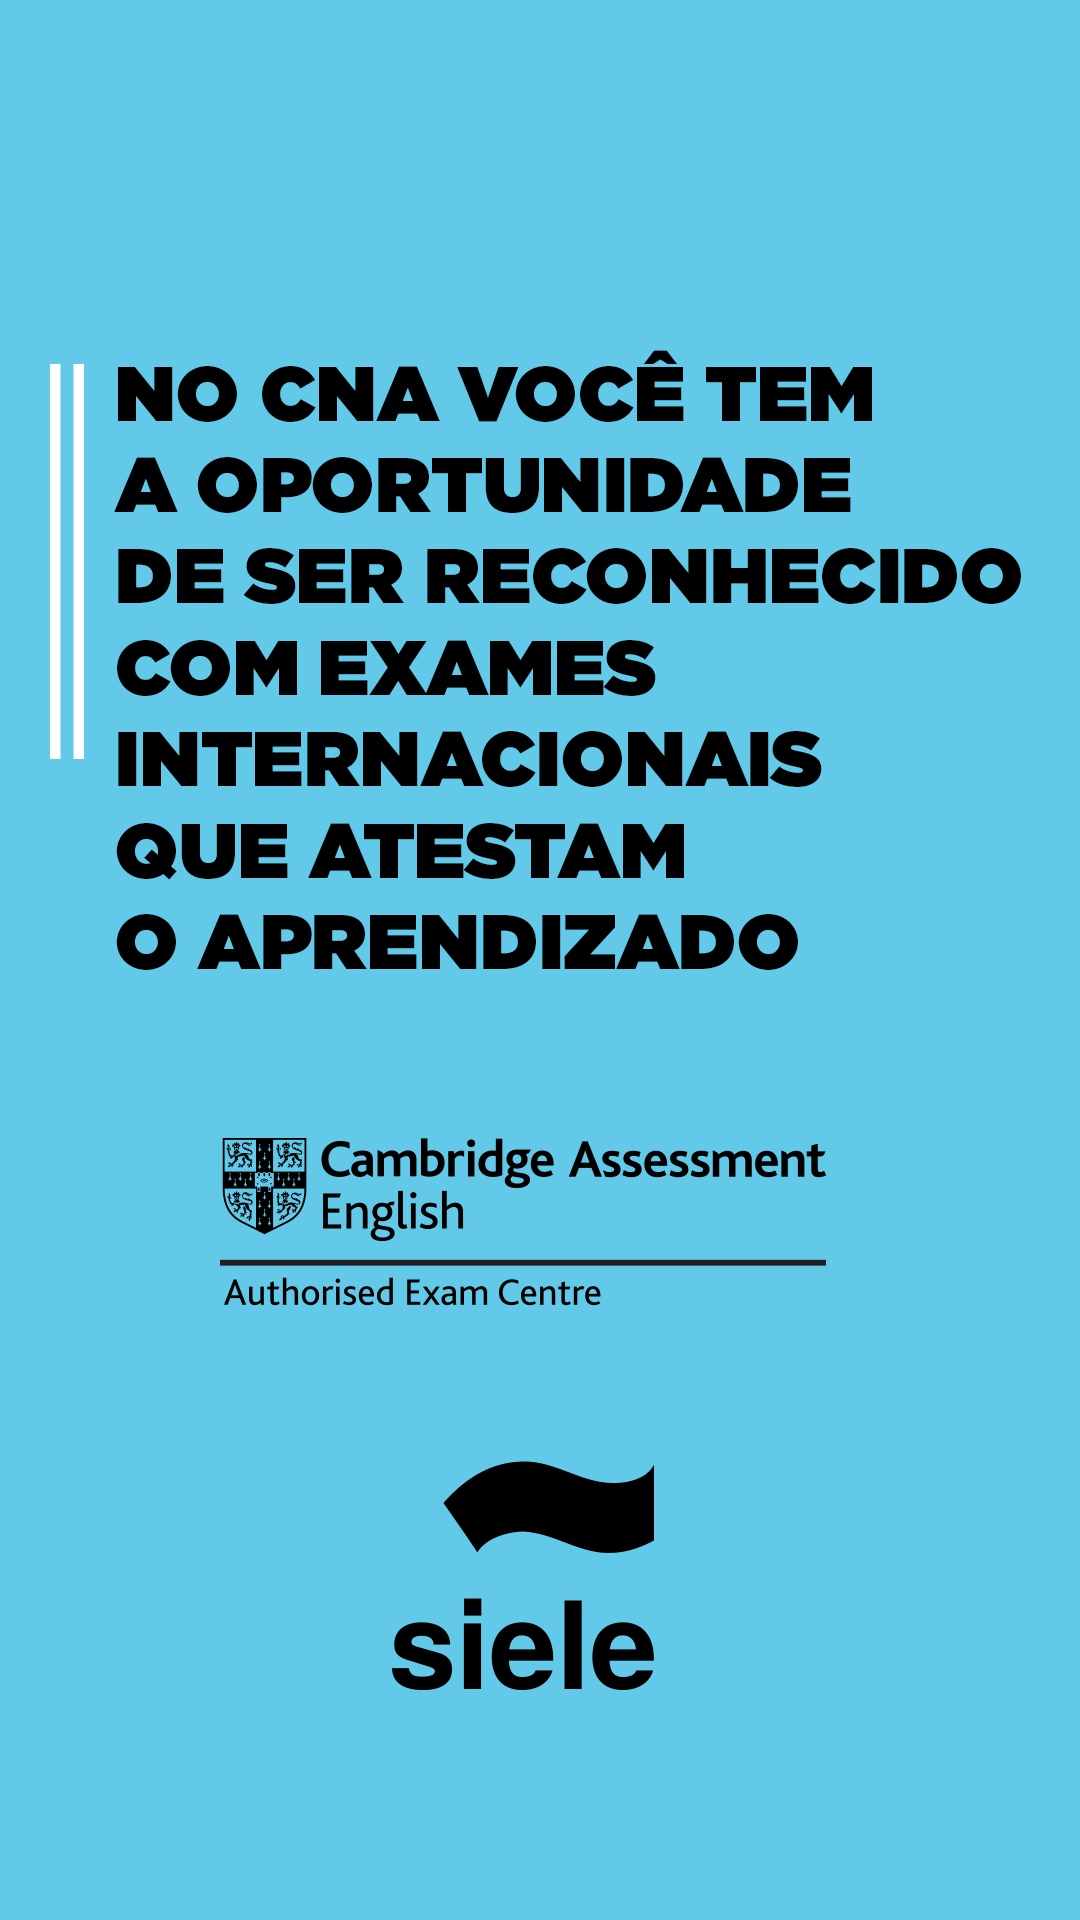 NO CNA VOCÊ TEM
A OPORTUNIDADE
DE SER RECONHECIDO
COM EXAMES
INTERNACIONAIS
QUE ATESTAM
O APRENDIZADO
Cambridge Assessment
English
Authorised Exam Centre
siele